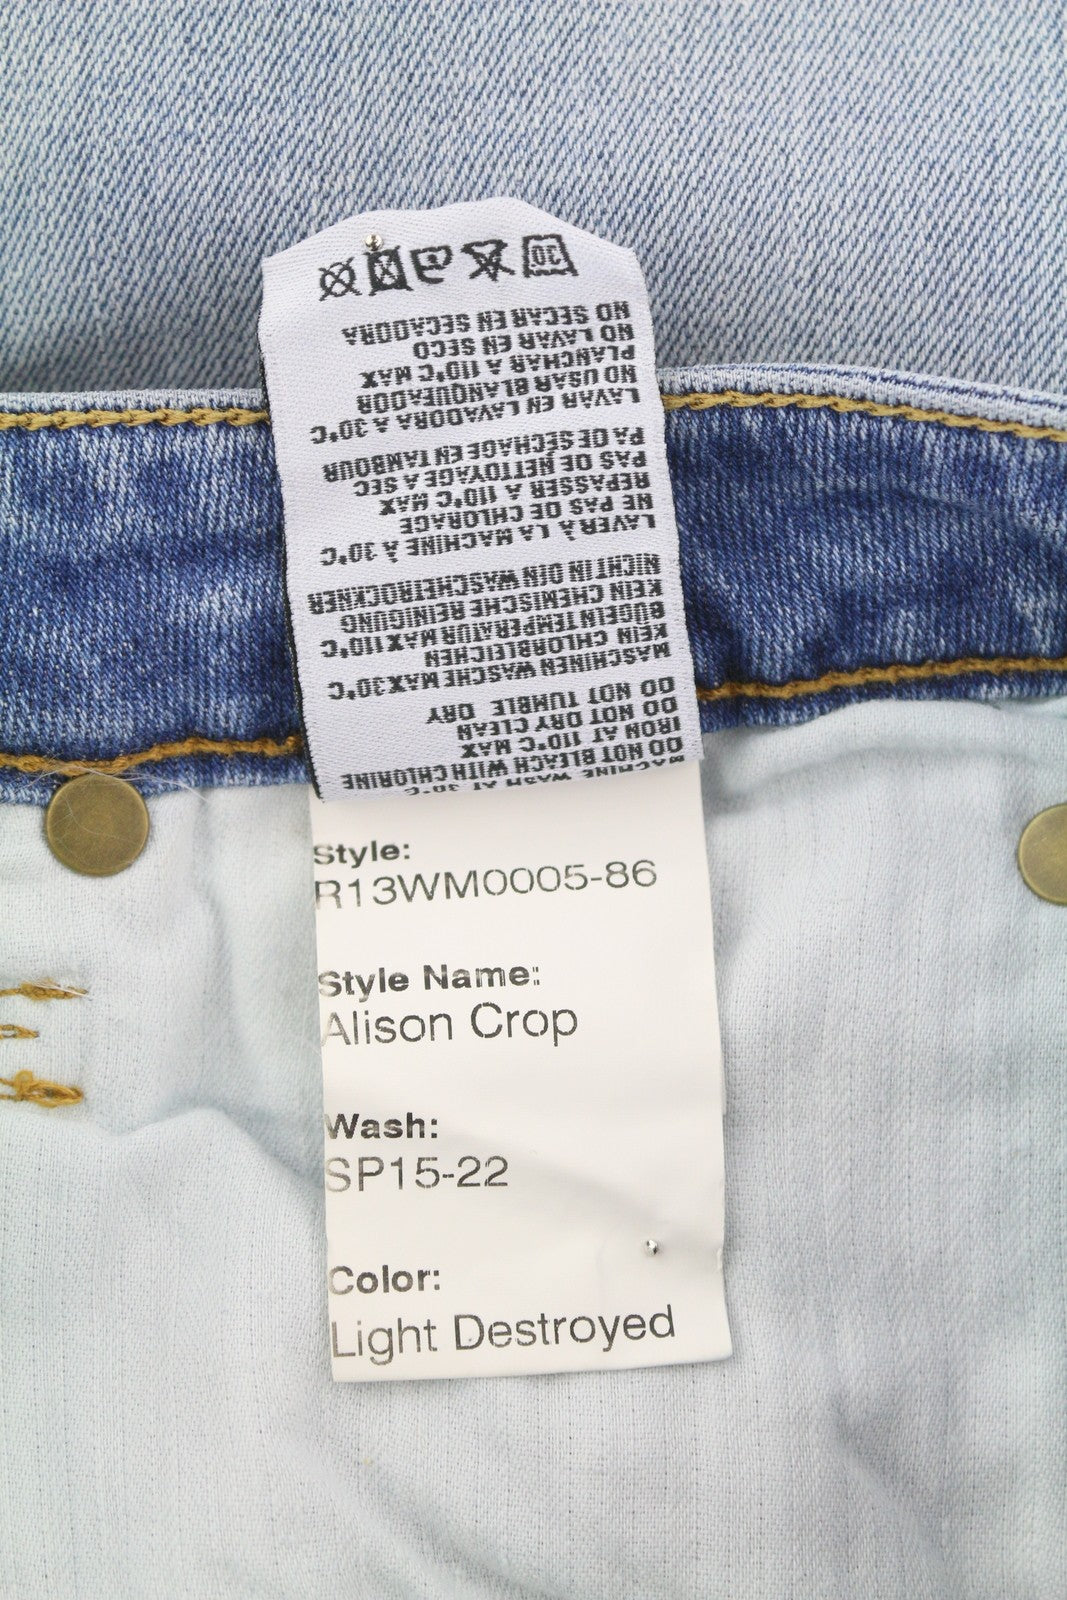 MACHINE WASH AT 30°C
DO NOT BLEACH WITH CHLORINE
IRON AT 110°C MAX
DO NOT DRY CLEAN
DO NOT TUMBLE DRY
MASCHINEN WASCHE MAX 30°C
KEIN CHLORBLEICHEN
BÜGEIN TEMPERATUR MAX 110°C
KEIN CHEMISCHE REINIGUNG
NICHT IN DIN WASCHETROCKNER
LAVER À LA MACHINE À 30°C
NE PAS DE CHLORAGE
REPASSER A 110°C MAX
PAS DE NETTOYAGE A SEC
PA DE SECHAGE EN TAMBOUR
LAVAR EN LAVADORA A 30°C
NO USAR BLANQUEADOR
PLANCHAR A 110°C MAX
NO LAVAR EN SECO
NO SECAR EN SECADORA
Style:
R13WM0005-86
Style Name:
Alison Crop
Wash:
SP15-22
Color:
Light Destroyed